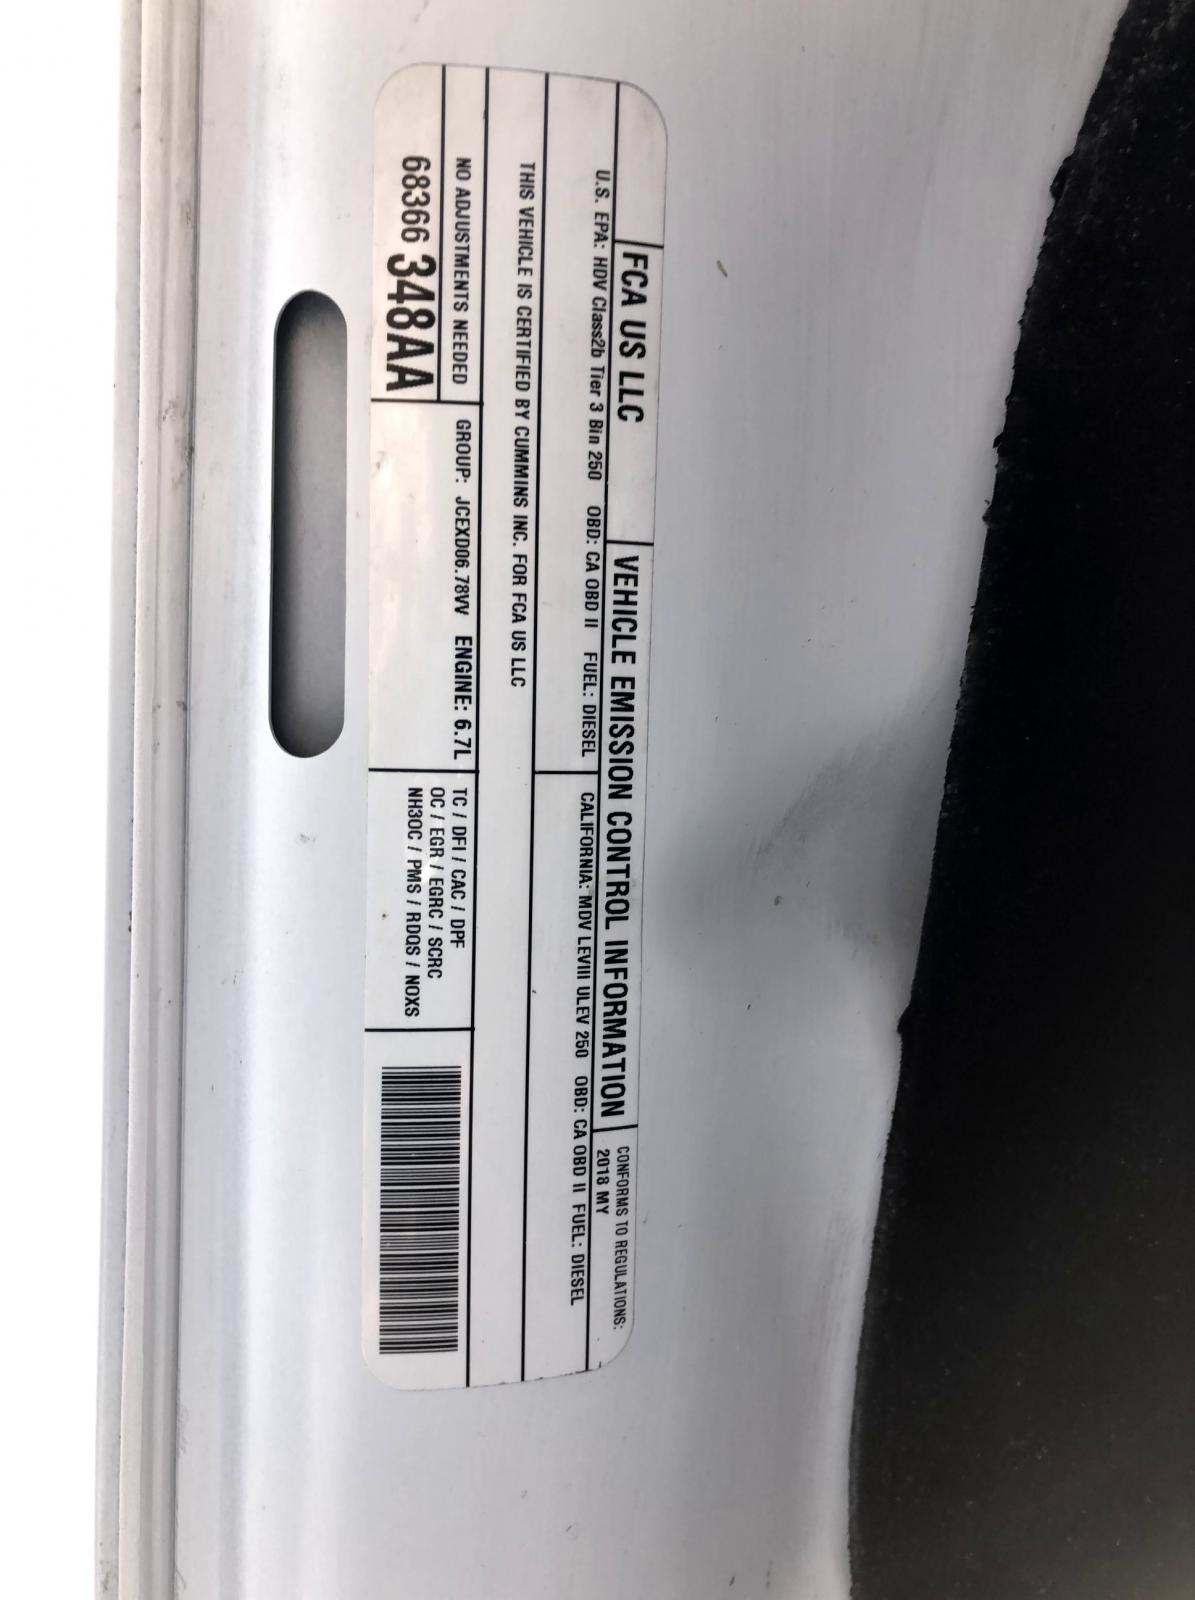 FCA US LLC
VEHICLE EMISSION CONTROL INFORMATION
CONFORMS TO REGULATIONS:
2018 MY
U.S. EPA: HDV Class2b Tier 3 Bin 250 OBD: CA OBD II FUEL: DIESEL
CALIFORNIA: MDV LEVIII ULEV 250 OBD: CA OBD II FUEL: DIESEL
THIS VEHICLE IS CERTIFIED BY CUMMINS INC. FOR FCA US LLC
NO ADJUSTMENTS NEEDED
68366 348AA
GROUP: JCEXD06.78VV ENGINE: 6.7L
TC / DFI / CAC / DPF
OC / EGR / EGRC / SCRC
NH3OC / PMS / RDQS / NOXS